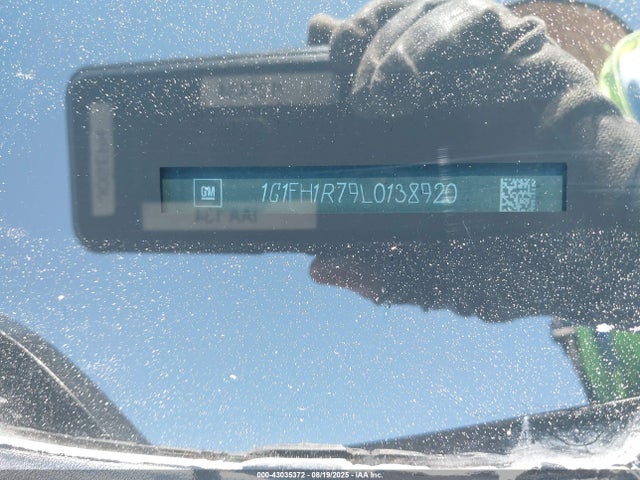 GM
1G1FH1R79L0138920
000-43035372 - 08/19/2025 - IAA Inc.